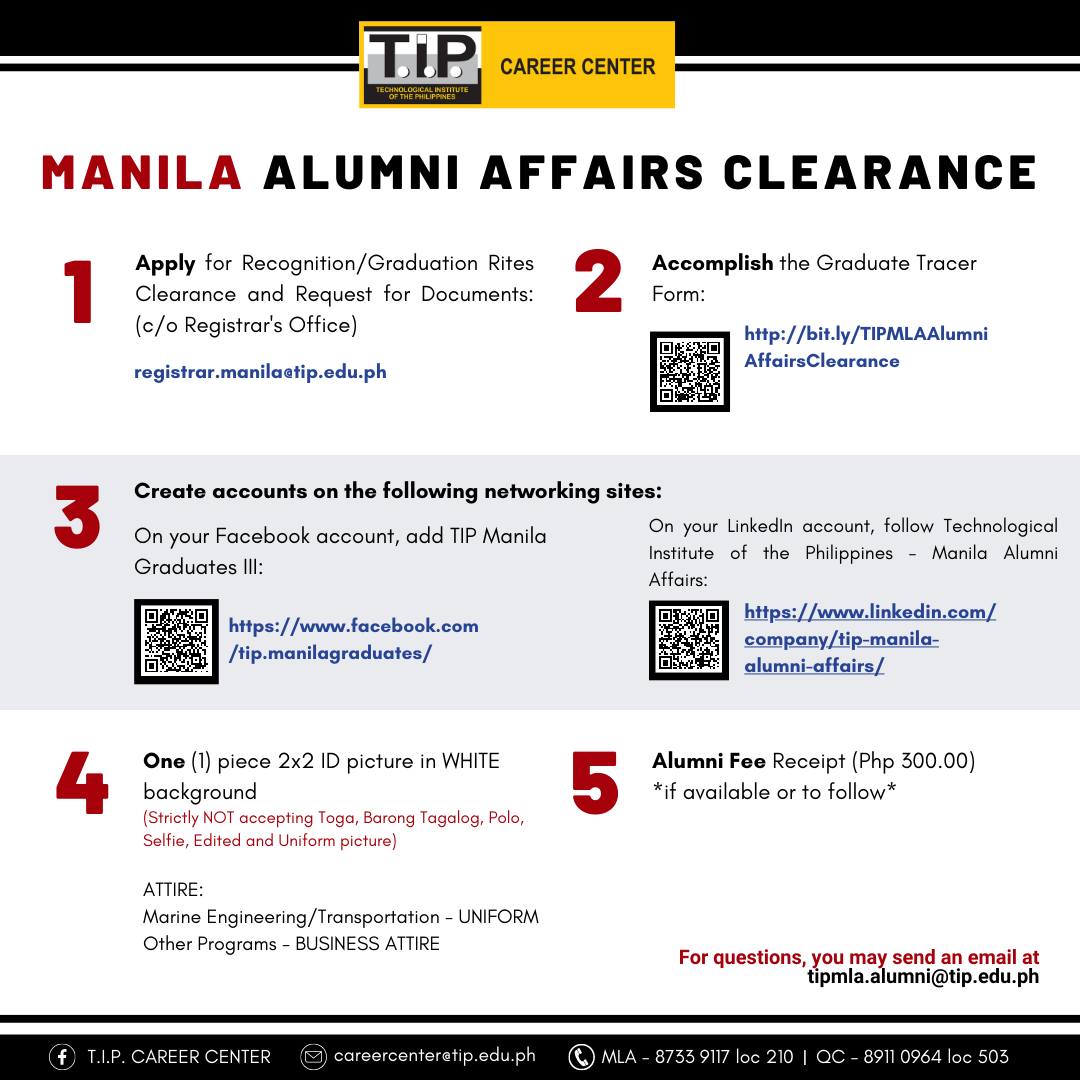 T.I.P.
TECHNOLOGICAL INSTITUTE
OF THE PHILIPPINES
CAREER CENTER
MANILA ALUMNI AFFAIRS CLEARANCE
1
Apply for Recognition/Graduation Rites
Clearance and Request for Documents:
(c/o Registrar's Office)
registrar.manila@tip.edu.ph
2
Accomplish the Graduate Tracer
Form:
http://bit.ly/TIPMLAAlumni
AffairsClearance
3
Create accounts on the following networking sites:
On your Facebook account, add TIP Manila
Graduates III:
https://www.facebook.com
/tip.manilagraduates/
On your LinkedIn account, follow Technological
Institute of the Philippines - Manila Alumni
Affairs:
https://www.linkedin.com/
company/tip-manila-
alumni-affairs/
4
One (1) piece 2x2 ID picture in WHITE
background
(Strictly NOT accepting Toga, Barong Tagalog, Polo,
Selfie, Edited and Uniform picture)
ATTIRE:
Marine Engineering/Transportation - UNIFORM
Other Programs - BUSINESS ATTIRE
5
Alumni Fee Receipt (Php 300.00)
*if available or to follow*
For questions, you may send an email at
tipmla.alumni@tip.edu.ph
T.I.P. CAREER CENTER
careercenter@tip.edu.ph
MLA - 8733 9117 loc 210 | QC - 8911 0964 loc 503